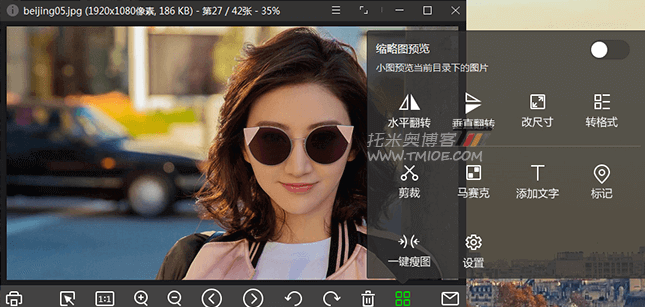 beijing05.jpg (1920x1080像素, 186 KB) - 第27 / 42张 - 35%
缩略图预览
小图预览当前目录下的图片
水平翻转 垂直翻转 改尺寸 转格式
托米奥博客
WWW.TMIOE.COM
剪裁 马赛克 添加文字 标记
一键瘦图 设置
1:1